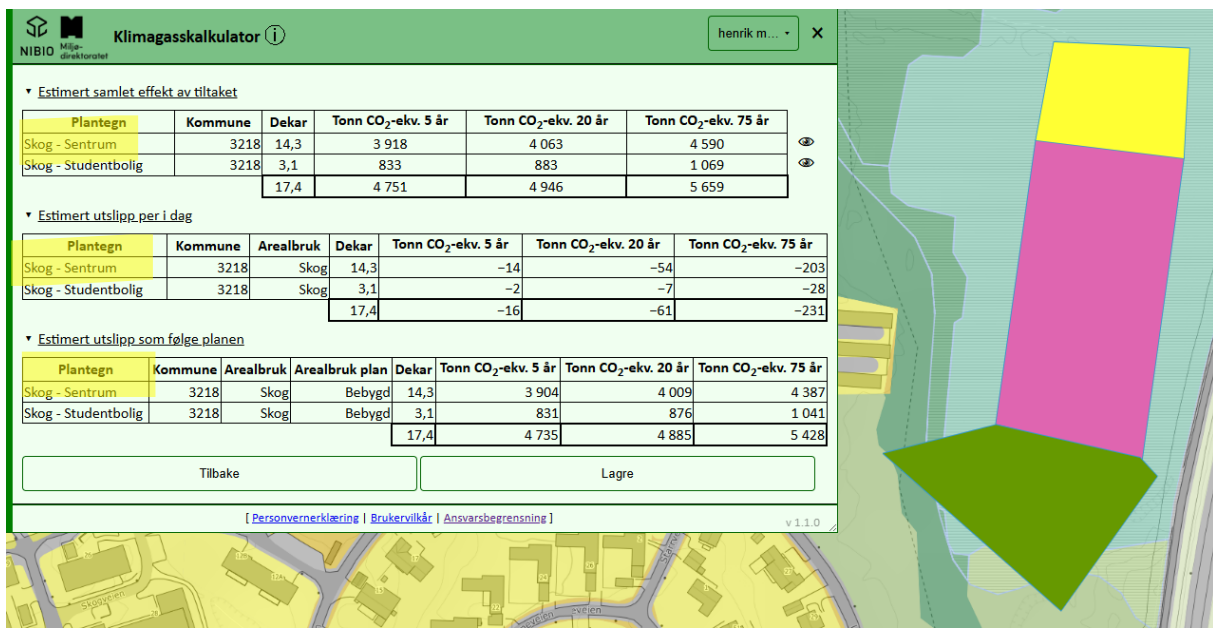 NIBIO Miljø-
direktoratet
Klimagasskalkulator i
henrik m...
×
Estimert samlet effekt av tiltaket
Plantegn Kommune Dekar Tonn CO₂-ekv. 5 år Tonn CO₂-ekv. 20 år Tonn CO₂-ekv. 75 år
Skog - Sentrum 3218 14,3 3 918 4 063 4 590
Skog - Studentbolig 3218 3,1 833 883 1 069
17,4 4 751 4 946 5 659
Estimert utslipp per i dag
Plantegn Kommune Arealbruk Dekar Tonn CO₂-ekv. 5 år Tonn CO₂-ekv. 20 år Tonn CO₂-ekv. 75 år
Skog - Sentrum 3218 Skog 14,3 −14 −54 −203
Skog - Studentbolig 3218 Skog 3,1 −2 −7 −28
17,4 −16 −61 −231
Estimert utslipp som følge planen
Plantegn Kommune Arealbruk Arealbruk plan Dekar Tonn CO₂-ekv. 5 år Tonn CO₂-ekv. 20 år Tonn CO₂-ekv. 75 år
Skog - Sentrum 3218 Skog Bebygd 14,3 3 904 4 009 4 387
Skog - Studentbolig 3218 Skog Bebygd 3,1 831 876 1 041
17,4 4 735 4 885 5 428
Tilbake Lagre
[ Personvernerklæring | Brukervilkår | Ansvarsbegrensning ]
v 1.1.0
Skogveien